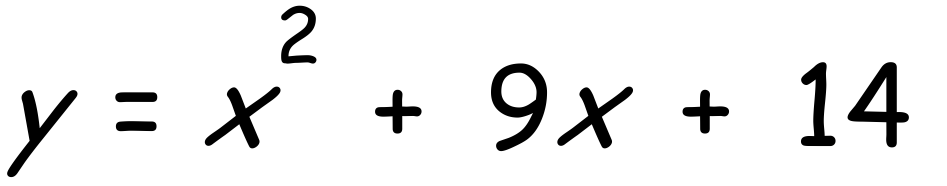 y = x² + 9x + 14